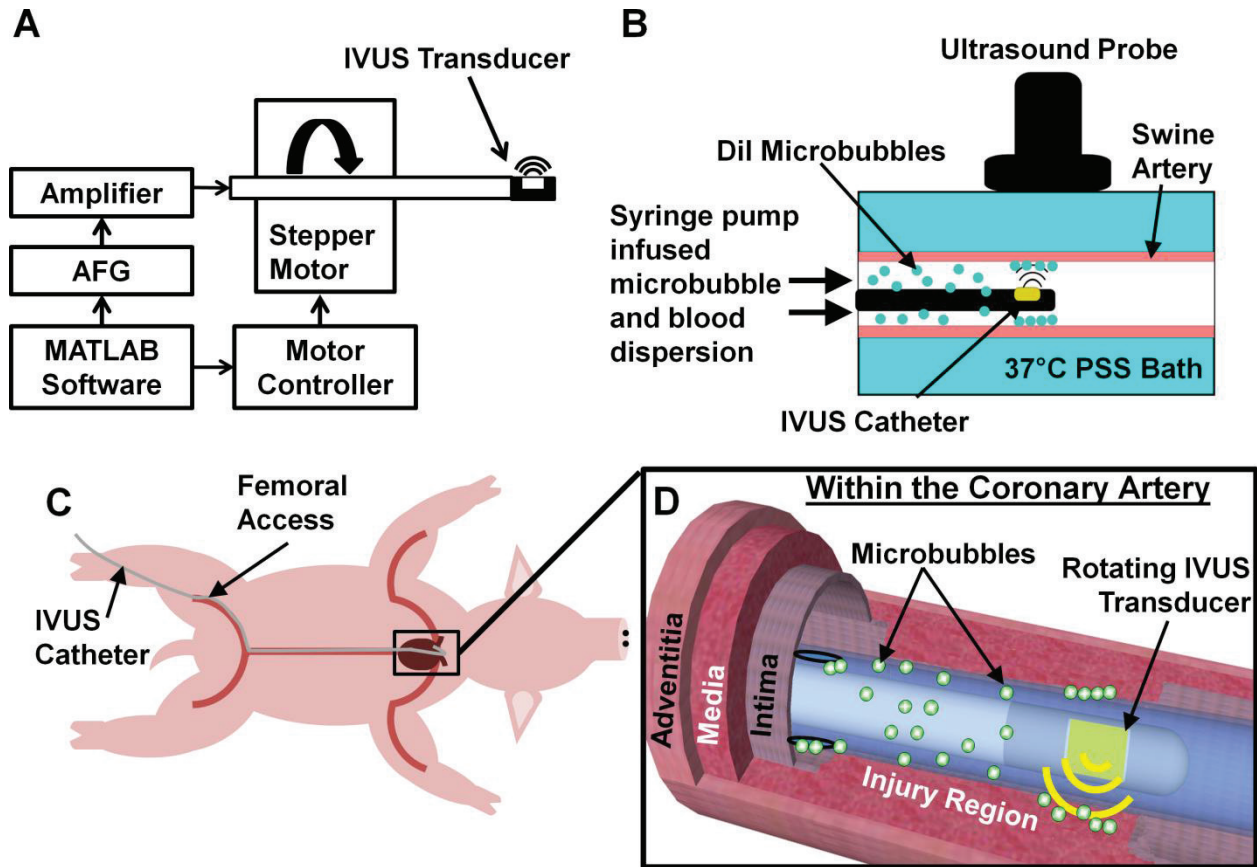 A
IVUS Transducer
Amplifier
AFG
MATLAB
Software
Stepper
Motor
Motor
Controller
B
Ultrasound Probe
DiI Microbubbles
Swine
Artery
Syringe pump
infused
microbubble
and blood
dispersion
37°C PSS Bath
IVUS Catheter
C
Femoral
Access
IVUS
Catheter
D
Within the Coronary Artery
Microbubbles
Rotating IVUS
Transducer
Adventitia
Media
Intima
Injury Region